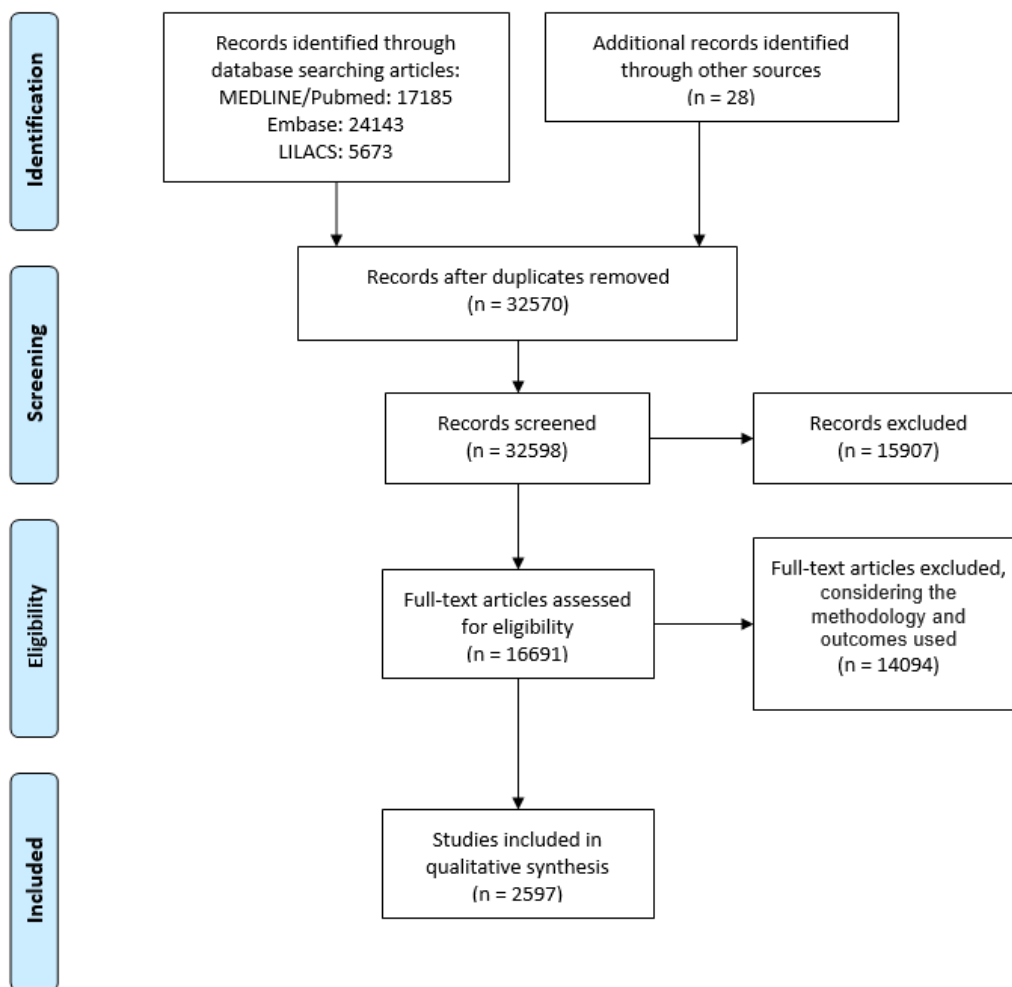 Identification
Records identified through
database searching articles:
MEDLINE/Pubmed: 17185
Embase: 24143
LILACS: 5673
Additional records identified
through other sources
(n = 28)
Screening
Records after duplicates removed
(n = 32570)
Records screened
(n = 32598)
Records excluded
(n = 15907)
Eligibility
Full-text articles assessed
for eligibility
(n = 16691)
Full-text articles excluded,
considering the
methodology and
outcomes used
(n = 14094)
Included
Studies included in
qualitative synthesis
(n = 2597)